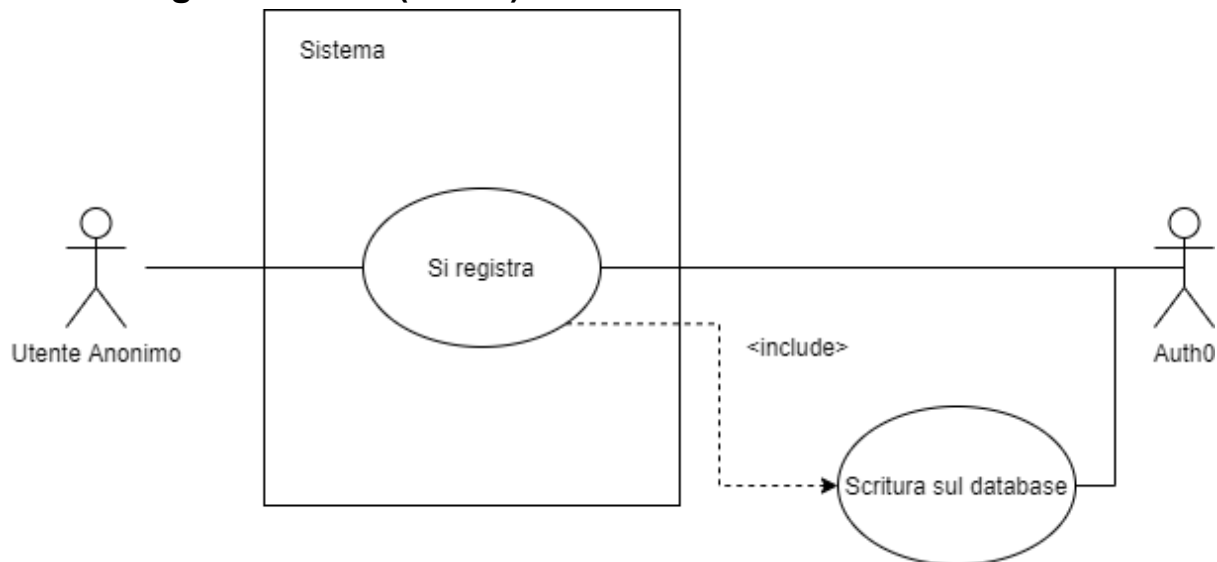 Sistema
Si registra
Utente Anonimo
<include>
Auth0
Scritura sul database